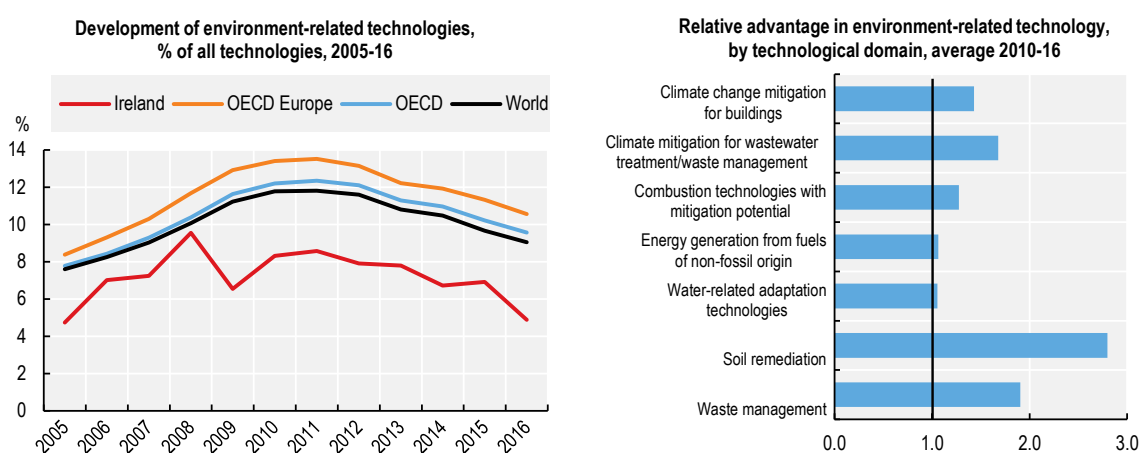 Development of environment-related technologies,
% of all technologies, 2005-16
Ireland OECD Europe OECD World
%
14
12
10
8
6
4
2
0
2005 2006 2007 2008 2009 2010 2011 2012 2013 2014 2015 2016
Relative advantage in environment-related technology,
by technological domain, average 2010-16
Climate change mitigation
for buildings
Climate mitigation for wastewater
treatment/waste management
Combustion technologies with
mitigation potential
Energy generation from fuels
of non-fossil origin
Water-related adaptation
technologies
Soil remediation
Waste management
0.0 1.0 2.0 3.0